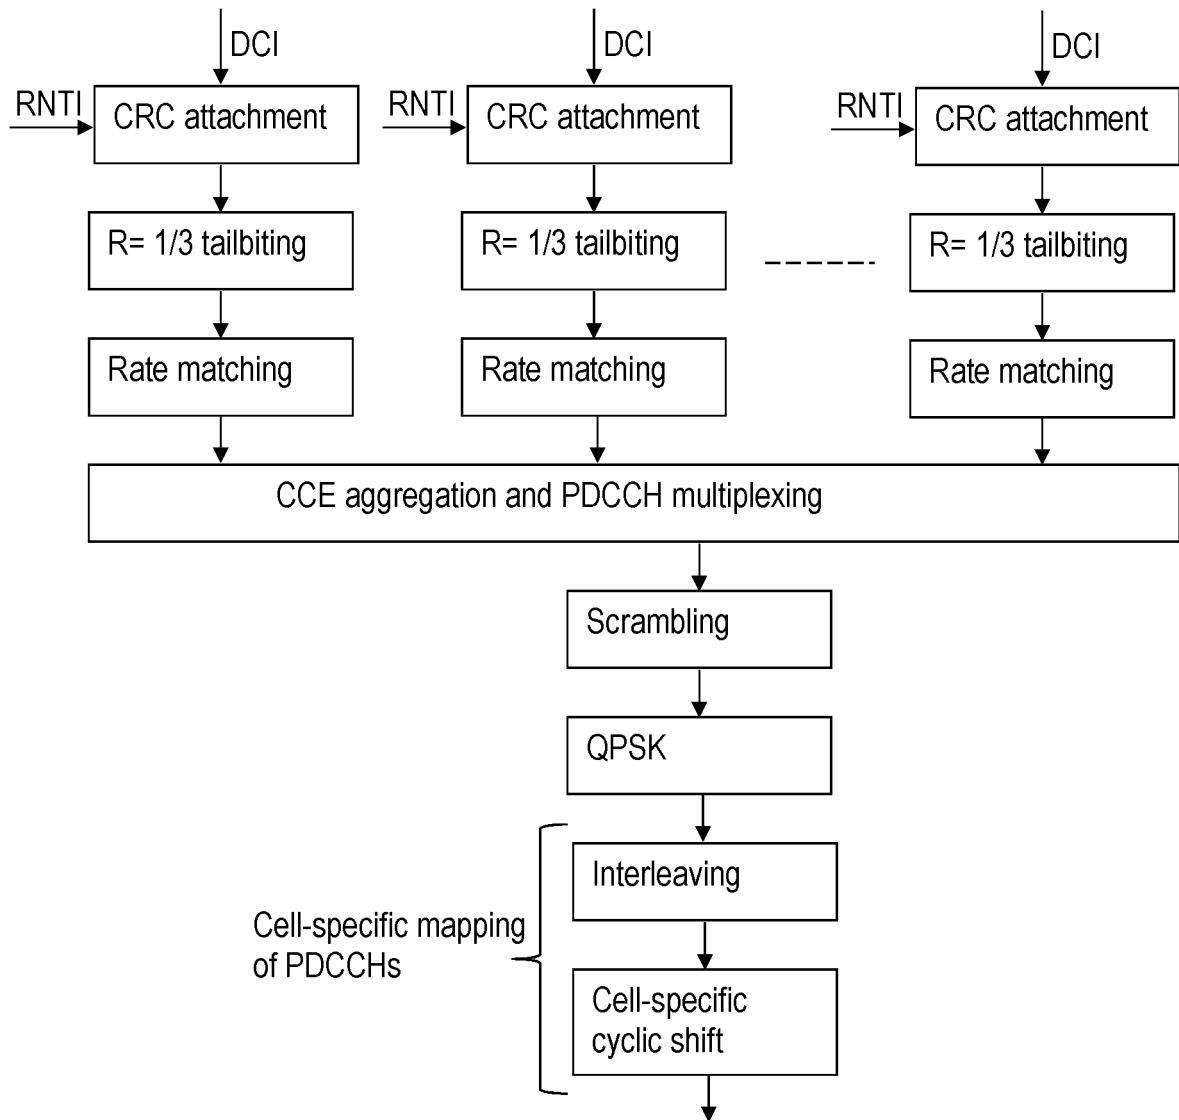 DCI
DCI
DCI
RNTI
CRC attachment
RNTI
CRC attachment
RNTI
CRC attachment
R= 1/3 tailbiting
R= 1/3 tailbiting
R= 1/3 tailbiting
Rate matching
Rate matching
Rate matching
CCE aggregation and PDCCH multiplexing
Scrambling
QPSK
Interleaving
Cell-specific mapping
of PDCCHs
Cell-specific
cyclic shift